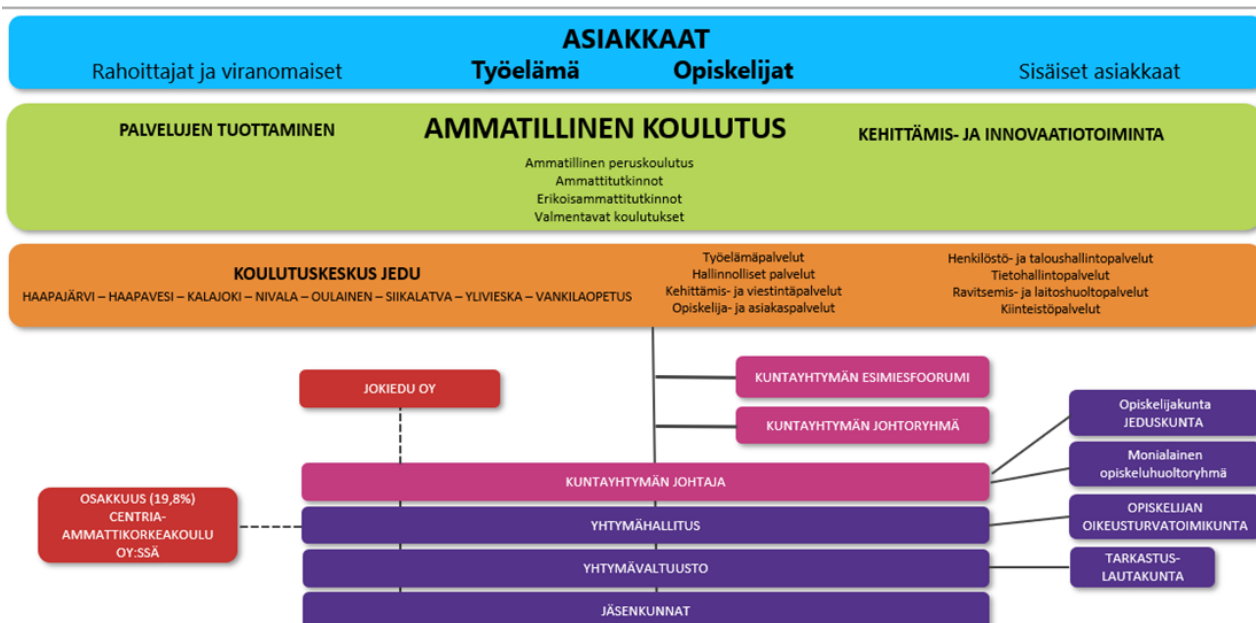 ASIAKKAAT
Rahoittajat ja viranomaiset
Työelämä
Opiskelijat
Sisäiset asiakkaat
PALVELUJEN TUOTTAMINEN
AMMATILLINEN KOULUTUS
KEHITTÄMIS- JA INNOVAATIOTOIMINTA
Ammatillinen peruskoulutus
Ammattitutkinnot
Erikoisammattitutkinnot
Valmentavat koulutukset
KOULUTUSKESKUS JEDU
HAAPAJÄRVI – HAAPAVESI – KALAJOKI – NIVALA – OULAINEN – SIIKALATVA – YLIVIESKA – VANKILAOPETUS
Työelämäpalvelut
Hallinnolliset palvelut
Kehittämis- ja viestintäpalvelut
Opiskelija- ja asiakaspalvelut
Henkilöstö- ja taloushallintopalvelut
Tietohallintopalvelut
Ravitsemis- ja laitoshuoltopalvelut
Kiinteistöpalvelut
JOKIEDU OY
KUNTAYHTYMÄN ESIMIESFOORUMI
KUNTAYHTYMÄN JOHTORYHMÄ
Opiskelijakunta
JEDUSKUNTA
Monialainen
opiskeluhuoltoryhmä
KUNTAYHTYMÄN JOHTAJA
OSAKKUUS (19,8%)
CENTRIA-
AMMATTIKORKEAKOULU
OY:SSÄ
YHTYMÄHALLITUS
OPISKELIJAN
OIKEUSTURVATOIMIKUNTA
YHTYMÄVALTUUSTO
TARKASTUS-
LAUTAKUNTA
JÄSENKUNNAT